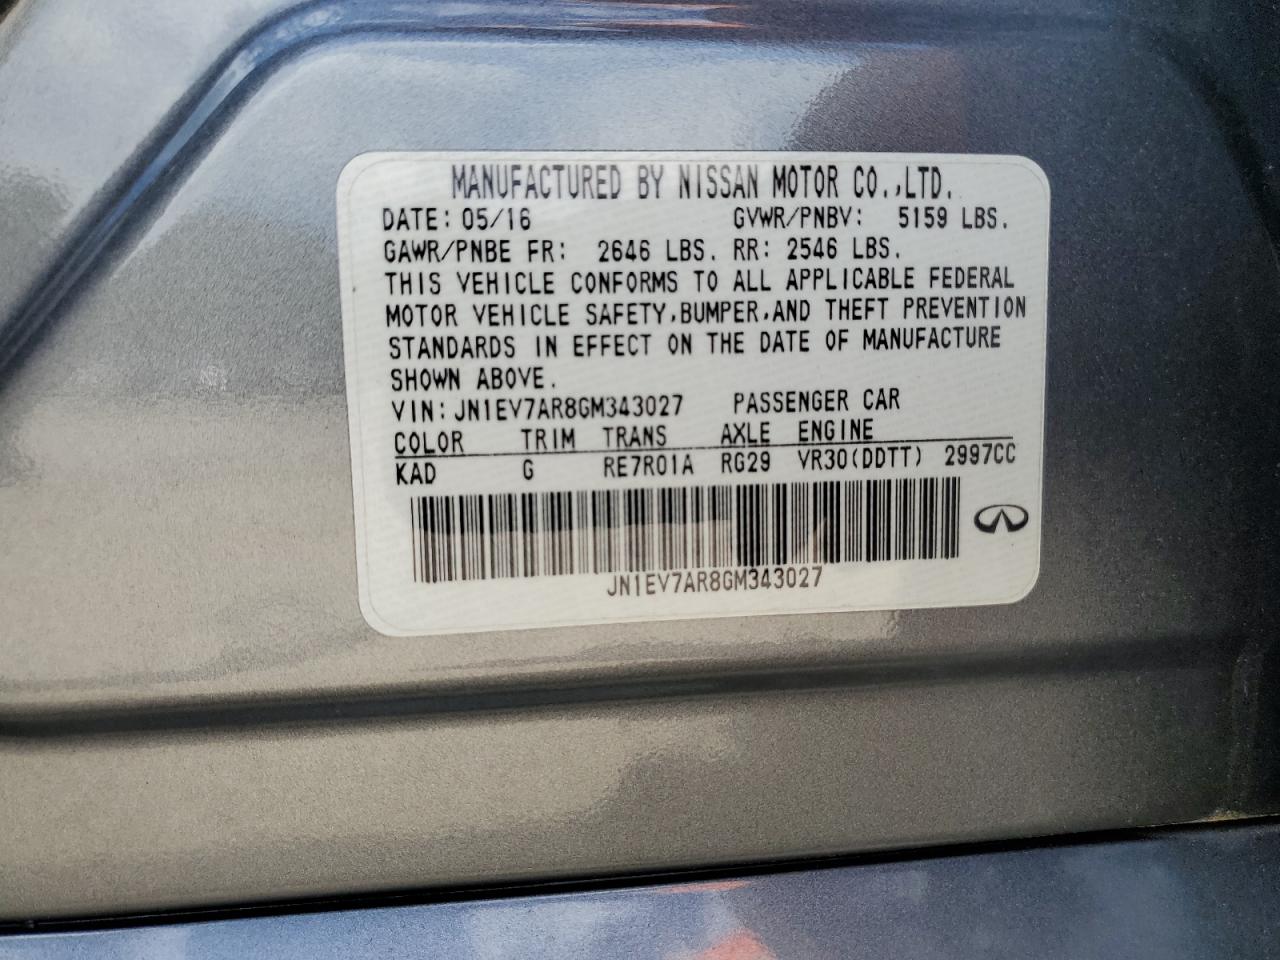 MANUFACTURED BY NISSAN MOTOR CO.,LTD.
DATE: 05/16 GVWR/PNBV: 5159 LBS.
GAWR/PNBE FR: 2646 LBS. RR: 2546 LBS.
THIS VEHICLE CONFORMS TO ALL APPLICABLE FEDERAL
MOTOR VEHICLE SAFETY,BUMPER,AND THEFT PREVENTION
STANDARDS IN EFFECT ON THE DATE OF MANUFACTURE
SHOWN ABOVE.
VIN: JN1EV7AR8GM343027 PASSENGER CAR
COLOR TRIM TRANS AXLE ENGINE
KAD G RE7R01A RG29 VR30(DDTT) 2997CC
JN1EV7AR8GM343027